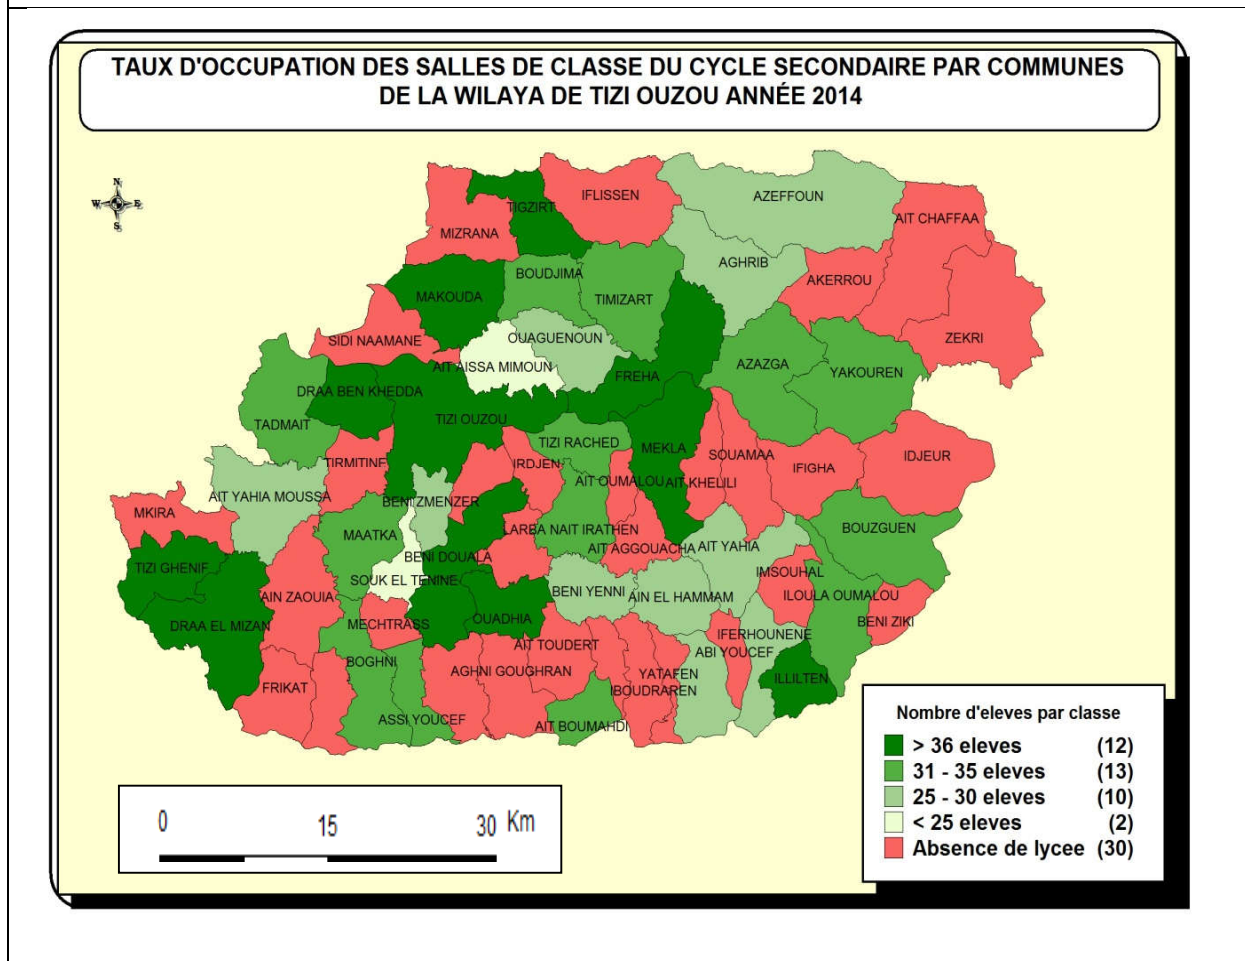 TAUX D'OCCUPATION DES SALLES DE CLASSE DU CYCLE SECONDAIRE PAR COMMUNES
DE LA WILAYA DE TIZI OUZOU ANNÉE 2014
N
W E
S
IFLISSEN
AZEFFOUN
TIGZIRT
AIT CHAFFAA
MIZRANA
AGHRIB
BOUDJIMA
AKERROU
MAKOUDA
TIMIZART
SIDI NAAMANE
OUAGUENOUN
ZEKRI
AIT AISSA MIMOUN
AZAZGA
YAKOUREN
FREHA
DRAA BEN KHEDDA
TADMAIT
TIZI OUZOU
TIZI RACHED
MEKLA
SOUAMAA
IDJEUR
TIRMITINF
IRDJEN
IFIGHA
AIT OUMALOU
AIT KHELILI
AIT YAHIA MOUSSA
BENI ZMENZER
MKIRA
MAATKA
LARBA NAIT IRATHEN
BOUZGUEN
AIT AGGOUACHA
AIT YAHIA
BENI DOUALA
TIZI GHENIF
SOUK EL TENINE
IMSOUHAL
BENI YENNI
AIN EL HAMMAM
ILOULA OUMALOU
AIN ZAOUIA
OUADHIA
BENI ZIKI
DRAA EL MIZAN
MECHTRASS
IFERHOUNENE
AIT TOUDERT
ABI YOUCEF
BOGHNI
AGHNI GOUGHRAN
YATAFEN
ILLILTEN
FRIKAT
IBOUDRAREN
ASSI YOUCEF
AIT BOUMAHDI
Nombre d'eleves par classe
> 36 eleves (12)
31 - 35 eleves (13)
25 - 30 eleves (10)
< 25 eleves (2)
Absence de lycee (30)
0 15 30 Km